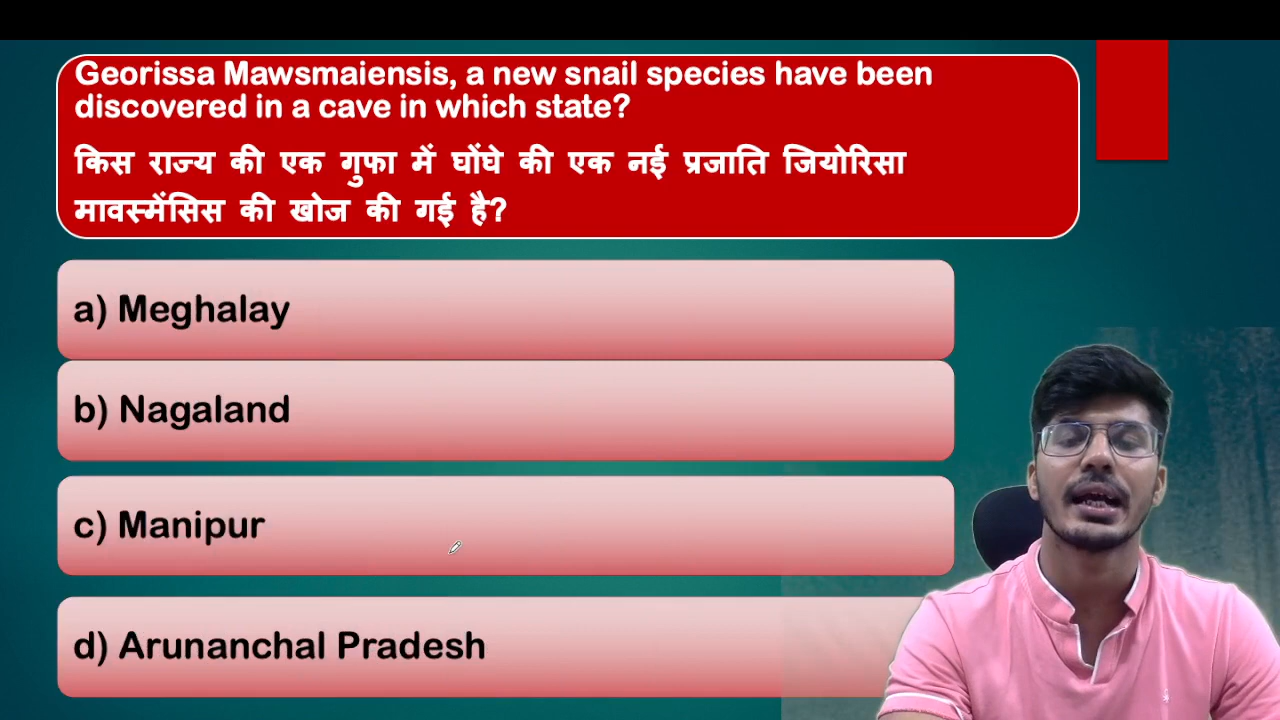 Georissa Mawsmaiensis, a new snail species have been
discovered in a cave in which state?
किस राज्य की एक गुफा में घोंघे की एक नई प्रजाति जियोरिसा
मावस्मेंसिस की खोज की गई है?
a) Meghalay
b) Nagaland
c) Manipur
d) Arunanchal Pradesh